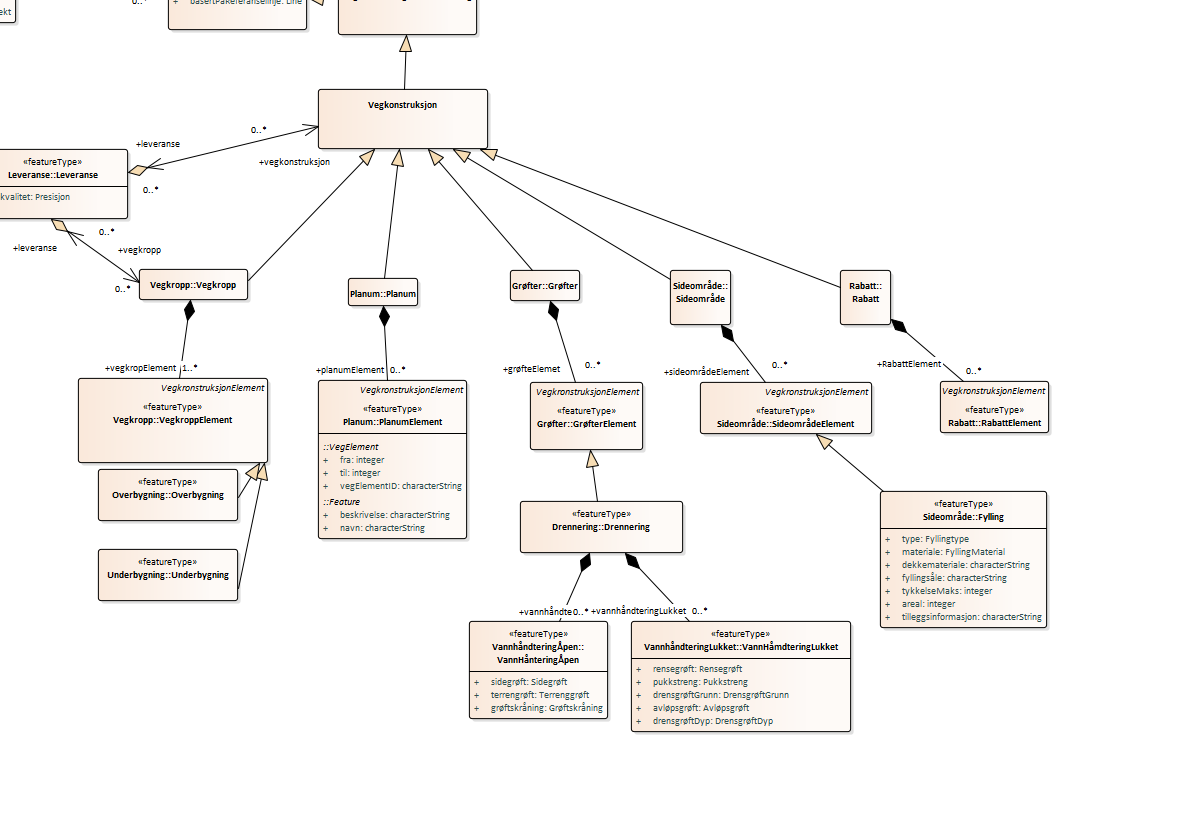 ekt
0..*
+ basertPåReferanselinje: Line
Vegkonstruksjon
+leveranse
0..*
+vegkonstruksjon
0..*
«featureType»
Leveranse::Leveranse
kvalitet: Presisjon
+leveranse
0..*
+vegkropp
0..*
Vegkropp::Vegkropp
Planum::Planum
Grøfter::Grøfter
Sideområde::
Sideområde
Rabatt::
Rabatt
+vegkropElement 1..*
+planumElement 0..*
+grøfteElemet 0..*
+sideområdeElement 0..*
+RabattElement 0..*
VegkronstruksjonElement
«featureType»
Vegkropp::VegkroppElement
VegkronstruksjonElement
«featureType»
Planum::PlanumElement
::VegElement
+ fra: integer
+ til: integer
+ vegElementID: characterString
::Feature
+ beskrivelse: characterString
+ navn: characterString
VegkronstruksjonElement
«featureType»
Grøfter::GrøfterElement
VegkronstruksjonElement
«featureType»
Sideområde::SideområdeElement
VegkronstruksjonElement
«featureType»
Rabatt::RabattElement
«featureType»
Overbygning::Overbygning
«featureType»
Underbygning::Underbygning
«featureType»
Drennering::Drennering
«featureType»
Sideområde::Fylling
+ type: Fyllingtype
+ materiale: FyllingMaterial
+ dekkemateriale: characterString
+ fyllingsåle: characterString
+ tykkelseMaks: integer
+ areal: integer
+ tilleggsinformasjon: characterString
+vannhåndte 0..* +vannhåndteringLukket 0..*
«featureType»
VannhåndteringÅpen::
VannHånteringÅpen
+ sidegrøft: Sidegrøft
+ terrengrøft: Terrenggrøft
+ grøftskråning: Grøftskråning
«featureType»
VannhåndteringLukket::VannHåmdteringLukket
+ rensegrøft: Rensegrøft
+ pukkstreng: Pukkstreng
+ drensgrøftGrunn: DrensgrøftGrunn
+ avløpsgrøft: Avløpsgrøft
+ drensgrøftDyp: DrensgrøftDyp